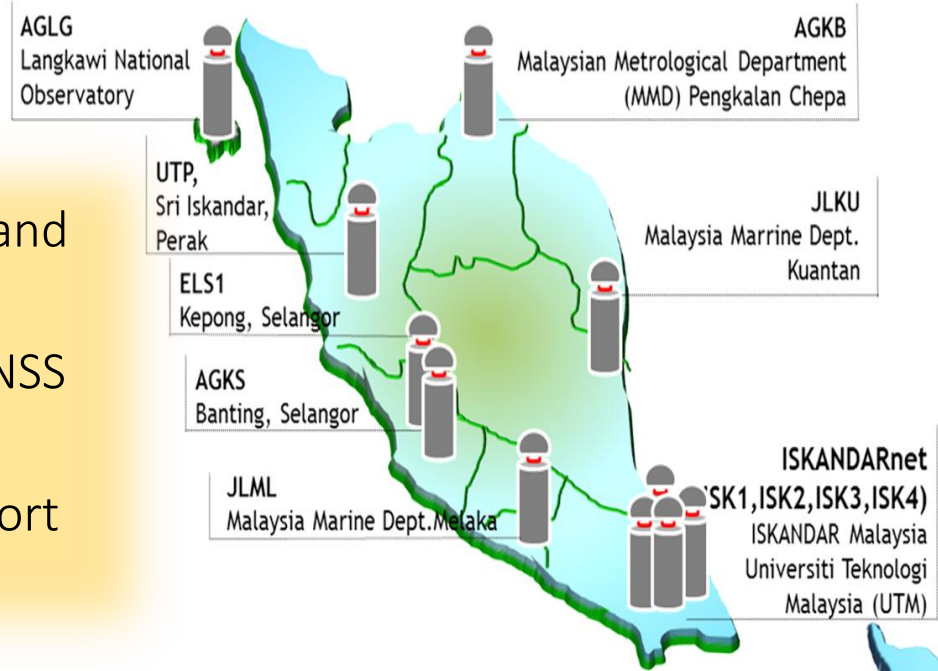 AGLG
Langkawi National
Observatory
AGKB
Malaysian Metrological Department
(MMD) Pengkalan Chepa
UTP,
Sri Iskandar,
Perak
and
JLKU
Malaysia Marrine Dept.
Kuantan
ELS1
Kepong, Selangor
NSS
AGKS
Banting, Selangor
ort
JLML
Malaysia Marine Dept.Melaka
ISKANDARnet
ISK1,ISK2,ISK3,ISK4)
ISKANDAR Malaysia
Universiti Teknologi
Malaysia (UTM)